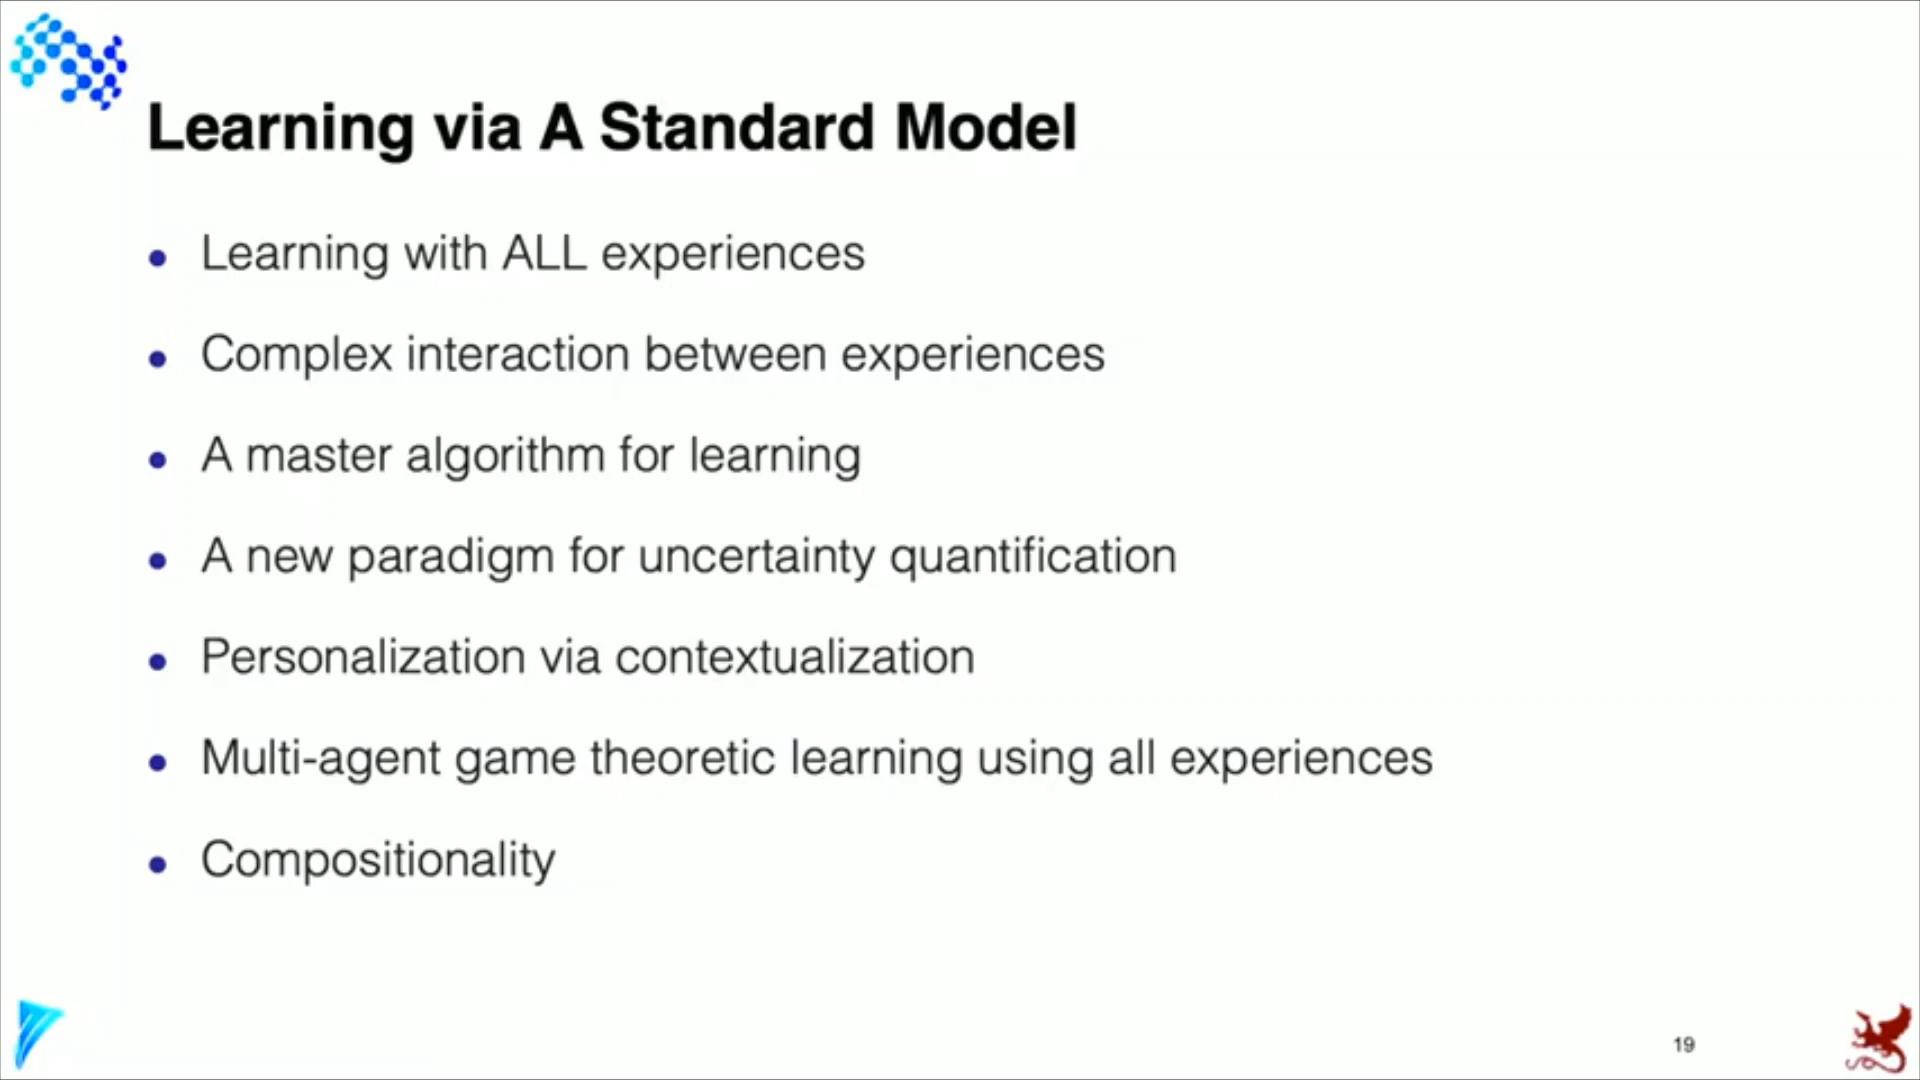 Learning via A Standard Model
• Learning with ALL experiences
• Complex interaction between experiences
• A master algorithm for learning
• A new paradigm for uncertainty quantification
• Personalization via contextualization
• Multi-agent game theoretic learning using all experiences
• Compositionality
19